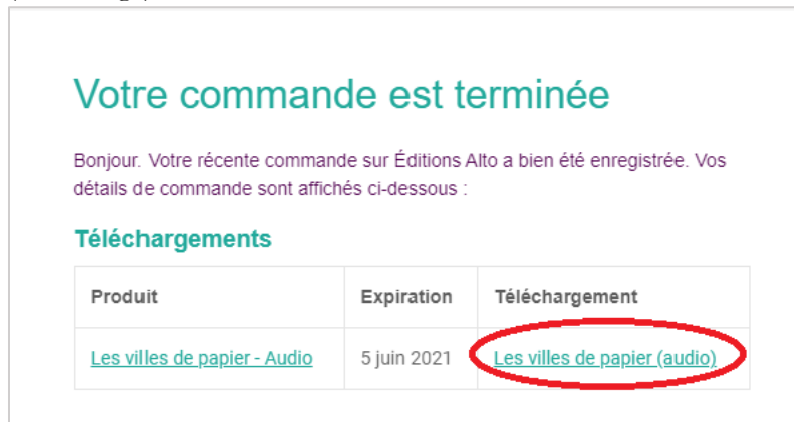 Votre commande est terminée
Bonjour. Votre récente commande sur Éditions Alto a bien été enregistrée. Vos
détails de commande sont affichés ci-dessous :
Téléchargements
Produit Expiration Téléchargement
Les villes de papier - Audio 5 juin 2021 Les villes de papier (audio)